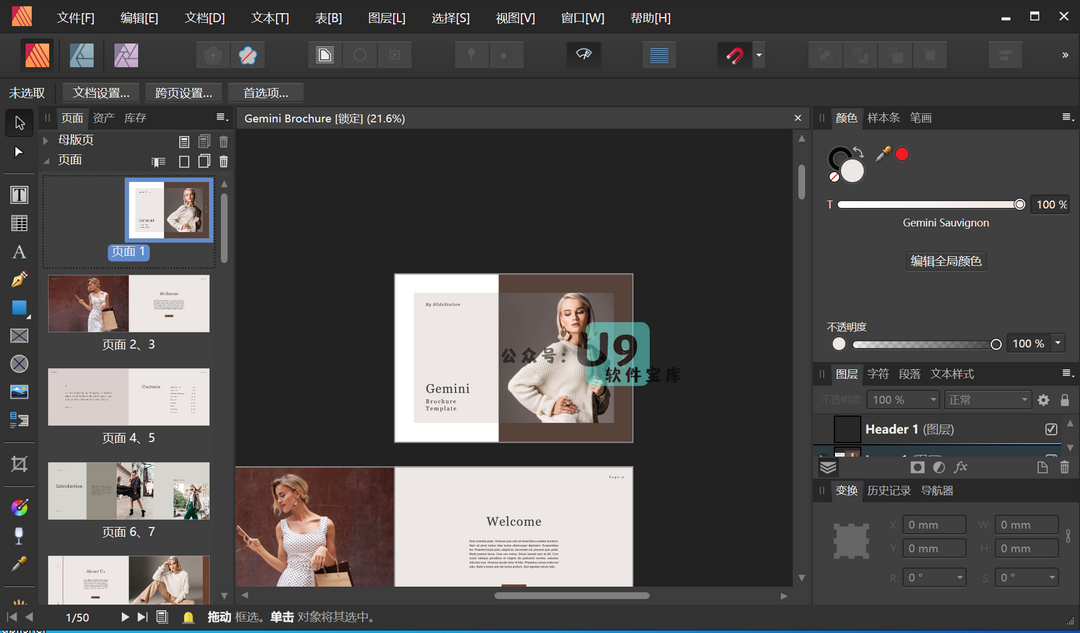 文件[F] 编辑[E] 文档[D] 文本[T] 表[B] 图层[L] 选择[S] 视图[V] 窗口[W] 帮助[H]
未选取 文档设置... 跨页设置... 首选项...
页面 资产 库存
母版页
页面
页面 1
Welcome
页面 2、3
Contents
页面 4、5
Introduction
页面 6、7
About Us
Gemini Brochure [锁定] (21.6%)
By SlideStation
Gemini
Brochure
Template
公众号:
U9
软件宝库
Page 2
Welcome
颜色 样本条 笔画
T 100 %
Gemini Sauvignon
编辑全局颜色
不透明度
100 %
图层 字符 段落 文本样式
不透明度: 100 % 正常
Header 1 (图层)
变换 历史记录 导航器
X: 0 mm W: 0 mm
Y: 0 mm H: 0 mm
R: 0 ° S: 0 °
1/50 拖动 框选。 单击 对象将其选中。